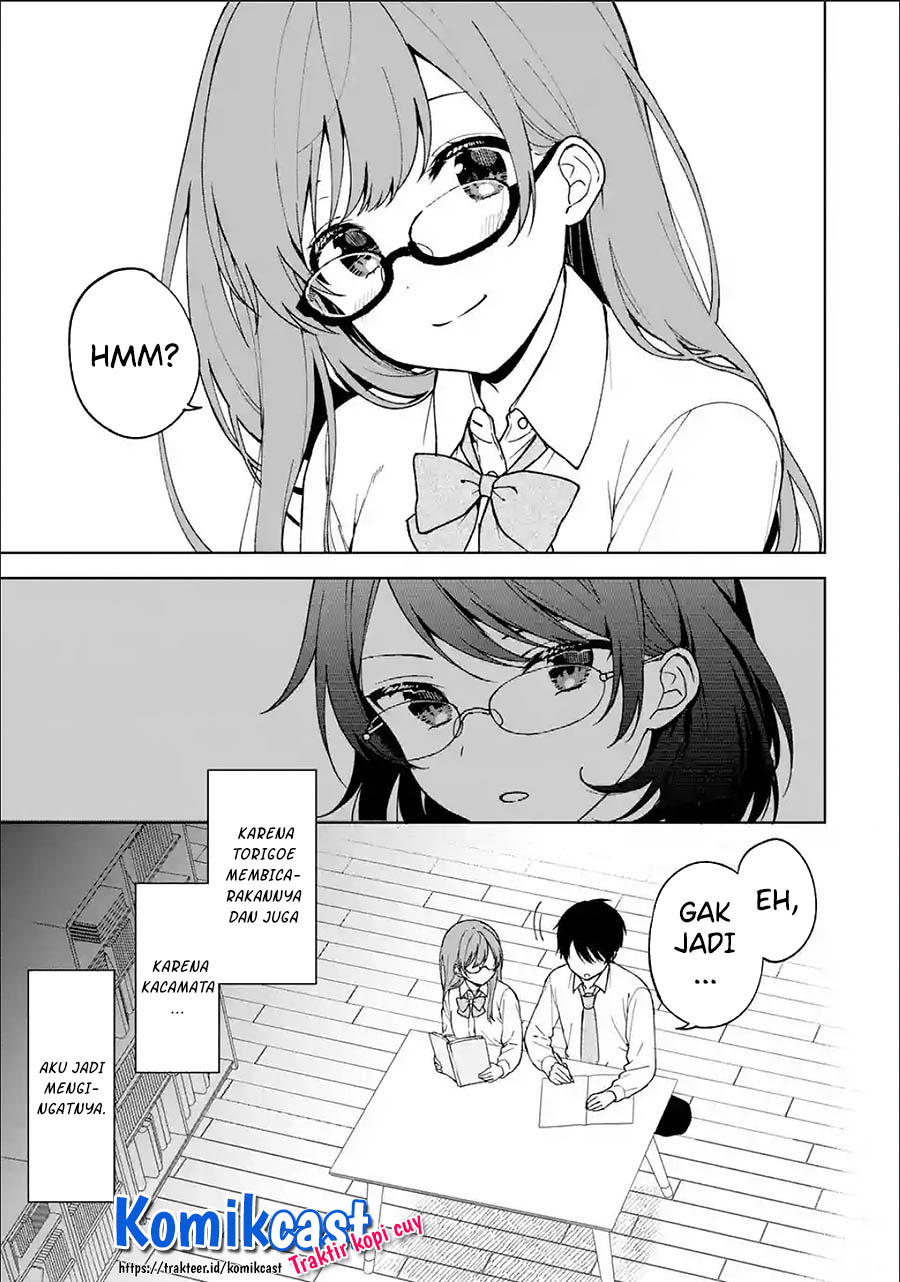 HMM?
EH,
GAK
JADI
...
KARENA
TORIGOE
MEMBICA-
RAKANNYA
DAN JUGA
KARENA
KACAMATA
...
AKU JADI
MENGI-
NGATNYA.
Komikcast
Traktir kopi cuy
https://trakteer.id/komikcast